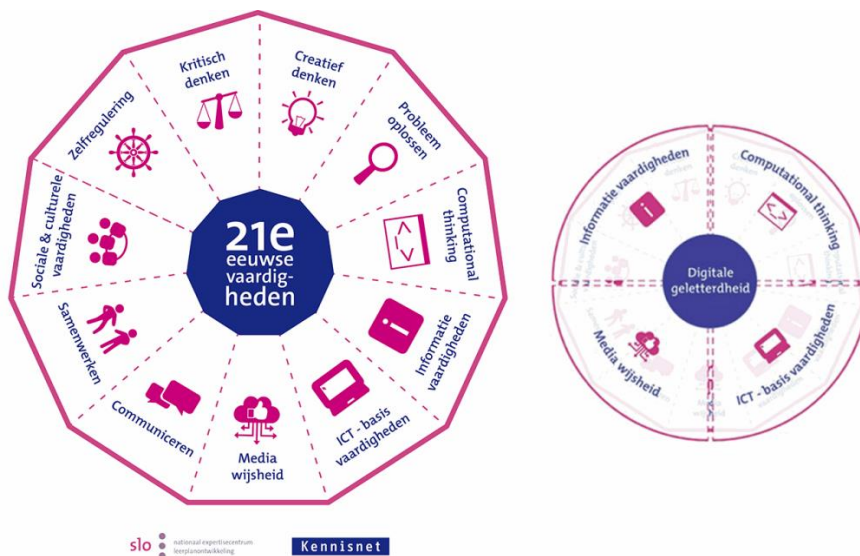 Kritisch
denken
Creatief
denken
Probleem
oplossen
Computational
thinking
Informatie
vaardigheden
ICT - basis
vaardigheden
Media
wijsheid
Communiceren
Samenwerken
Sociale & culturele
vaardigheden
Zelfregulering
21e
eeuwse
vaardig-
heden
Informatie vaardigheden
Computational thinking
ICT - basis vaardigheden
Media wijsheid
Digitale
geletterdheid
slo
nationaal expertisecentrum
leerplanontwikkeling
Kennisnet